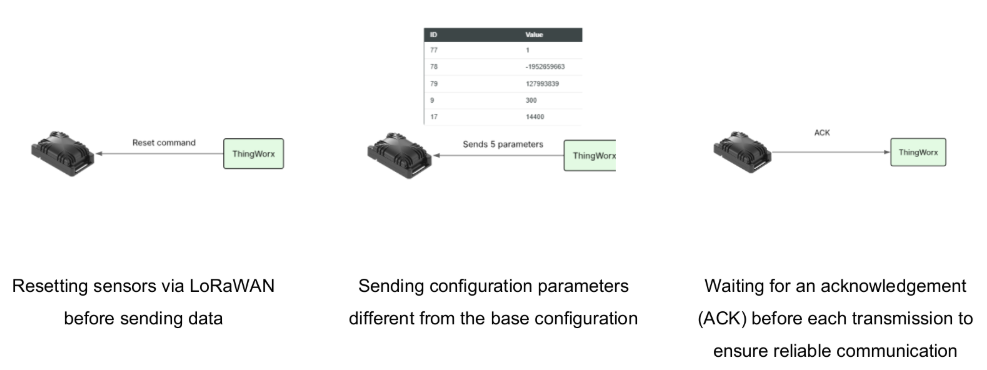 ID Value
77 1
78 -1952859663
79 127993839
9 300
17 14400
Reset command
ThingWorx
Sends 5 parameters
ThingWorx
ACK
ThingWorx
Resetting sensors via LoRaWAN
before sending data
Sending configuration parameters
different from the base configuration
Waiting for an acknowledgement
(ACK) before each transmission to
ensure reliable communication